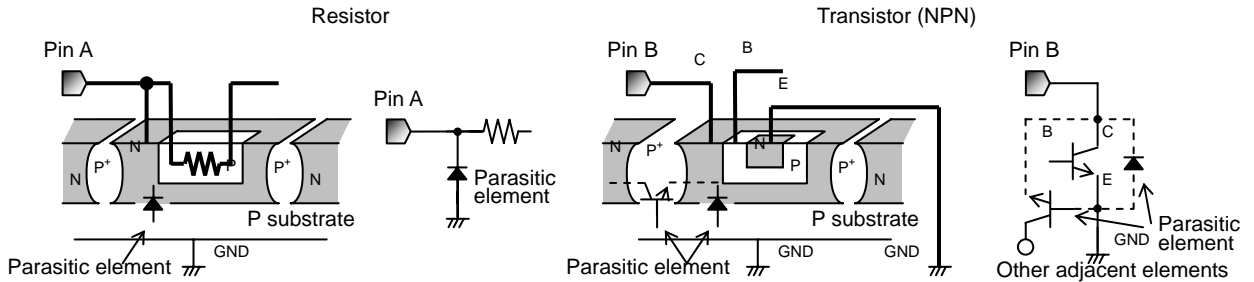 Resistor
Transistor (NPN)
Pin A
Pin B
B
C
E
Pin B
Pin A
N
P+
N
P
P+
N
Parasitic
element
P substrate
GND
Parasitic element
N
P+
N
P
P+
N
P substrate
GND
GND
Parasitic element
B
C
E
Parasitic
element
GND
Other adjacent elements